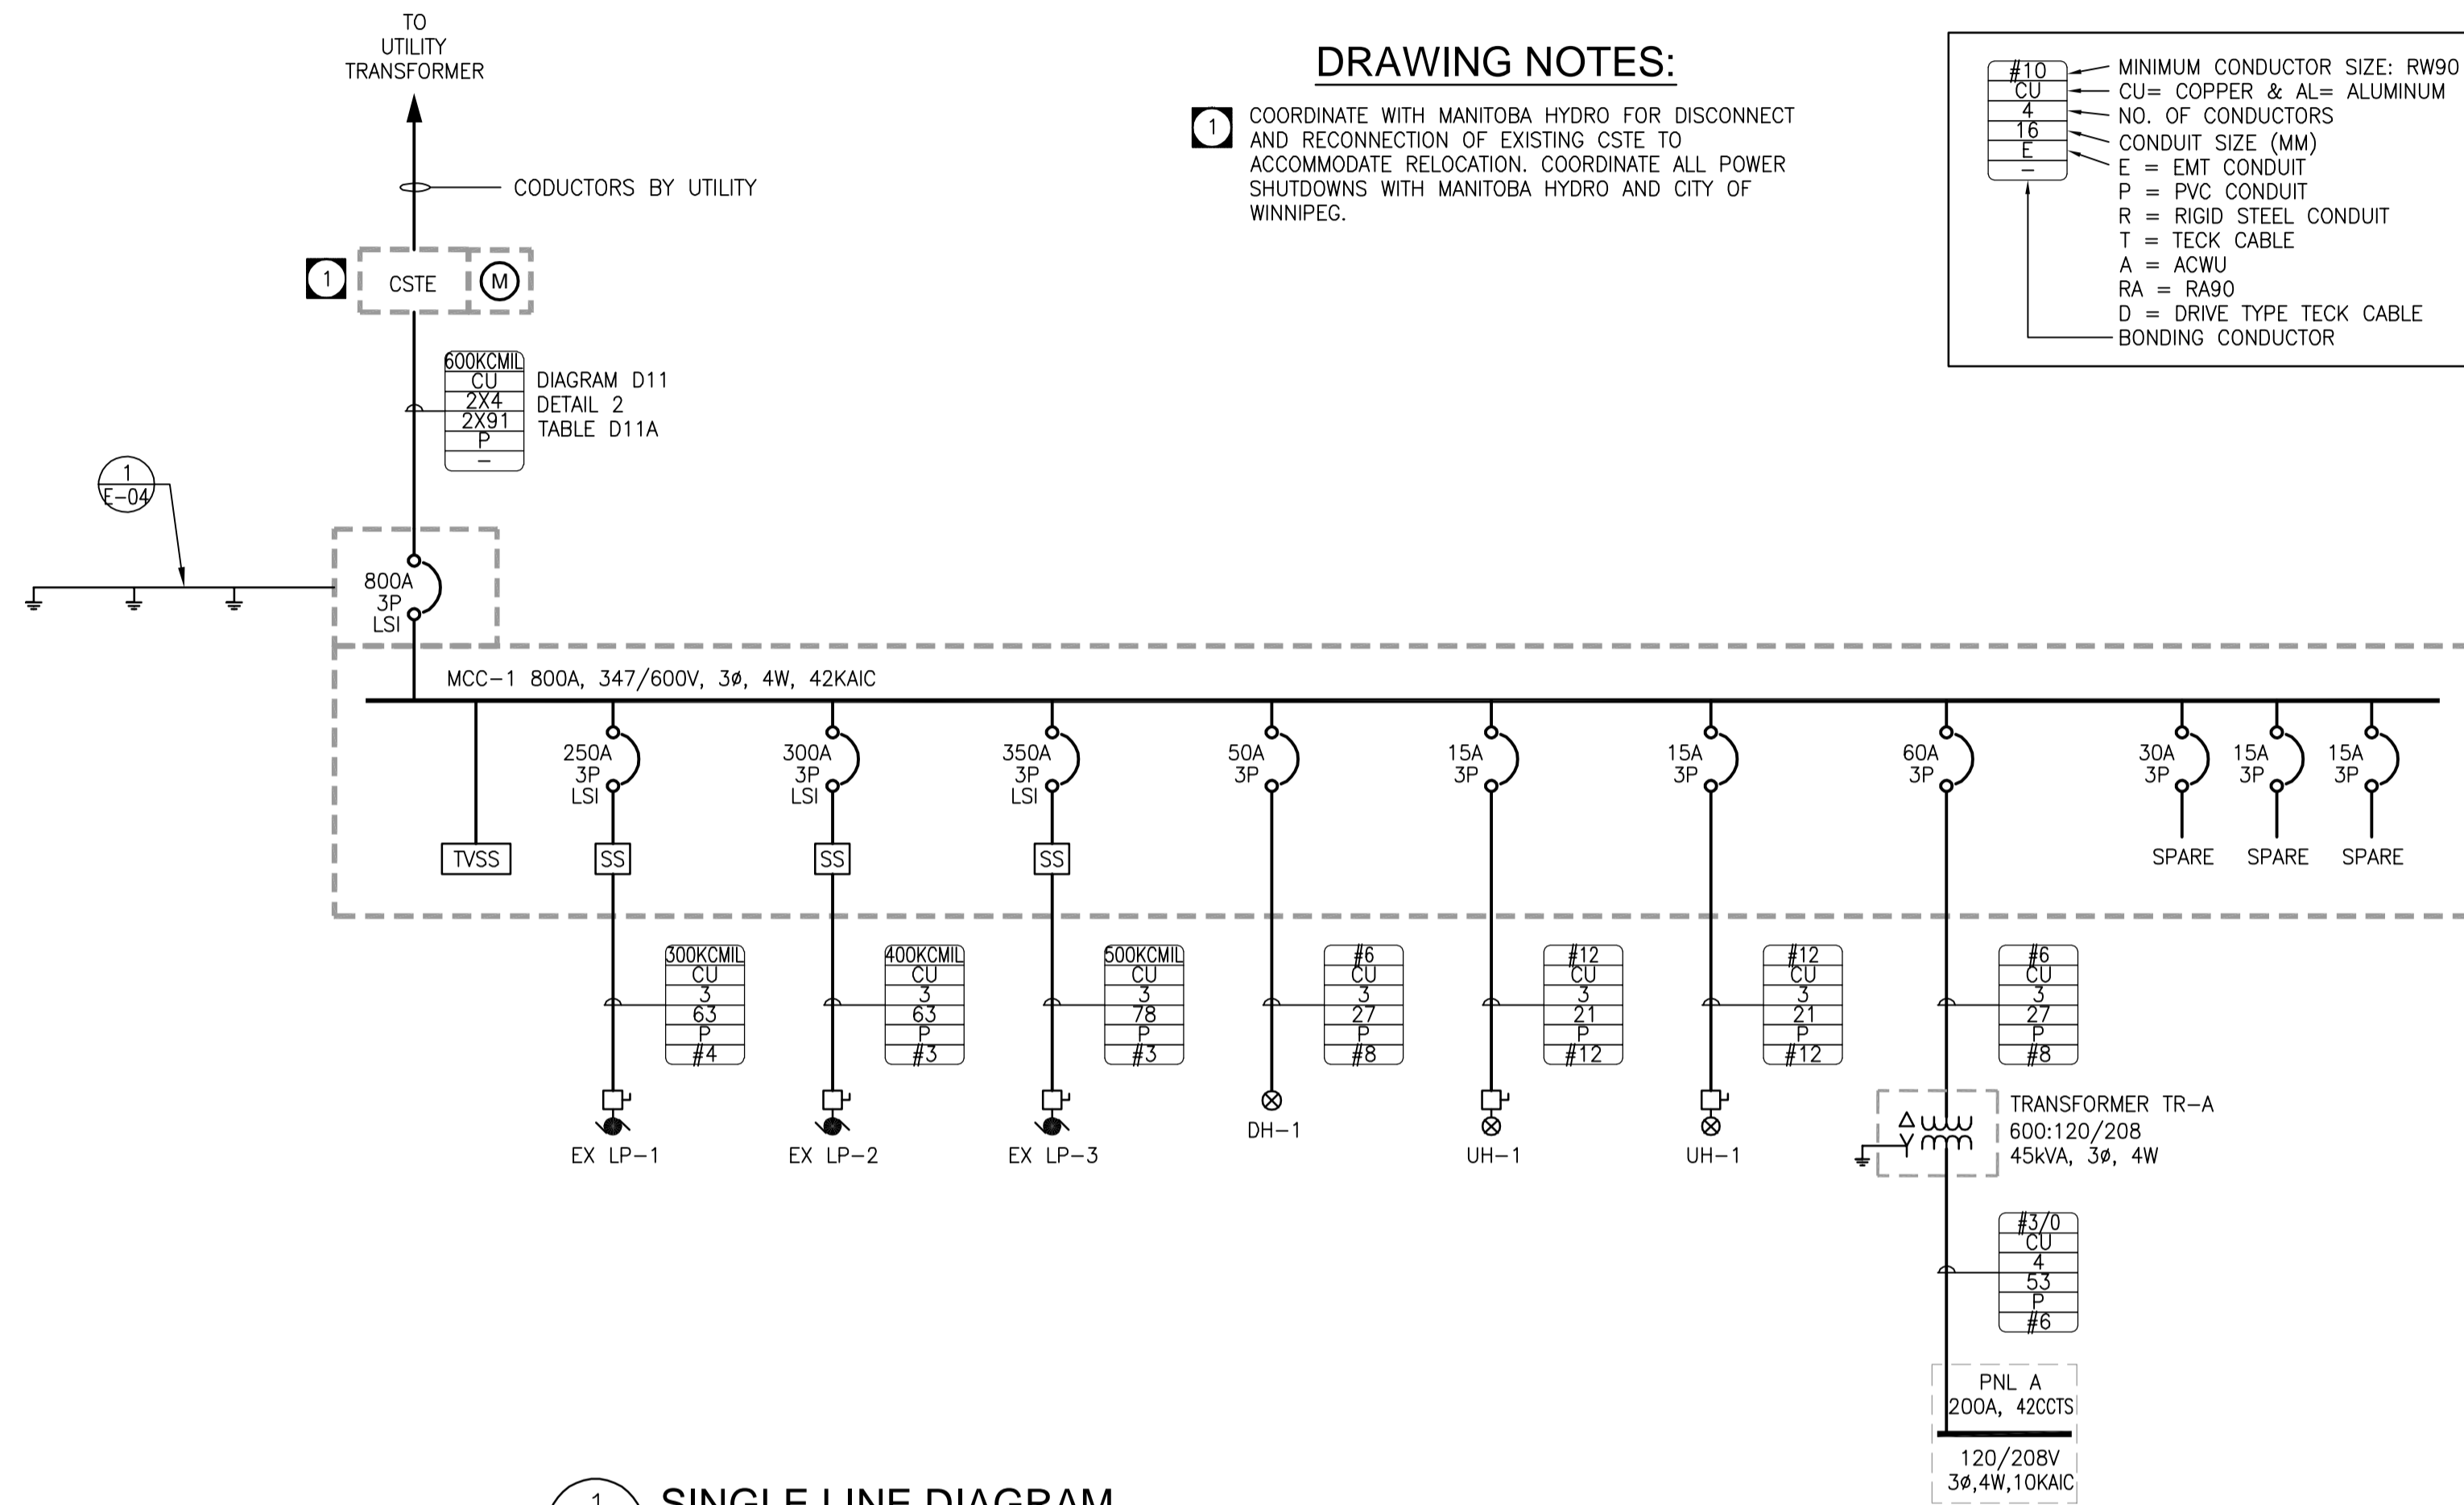 TO
UTILITY
TRANSFORMER
CODUCTORS BY UTILITY
1
CSTE
M
600KCMIL
CU
2X4
2X91
P
–
DIAGRAM D11
DETAIL 2
TABLE D11A
1
E-04
800A
3P
LSI
DRAWING NOTES:
1
COORDINATE WITH MANITOBA HYDRO FOR DISCONNECT
AND RECONNECTION OF EXISTING CSTE TO
ACCOMMODATE RELOCATION. COORDINATE ALL POWER
SHUTDOWNS WITH MANITOBA HYDRO AND CITY OF
WINNIPEG.
#10
CU
4
16
E
–
MINIMUM CONDUCTOR SIZE: RW90
CU= COPPER & AL= ALUMINUM
NO. OF CONDUCTORS
CONDUIT SIZE (MM)
E = EMT CONDUIT
P = PVC CONDUIT
R = RIGID STEEL CONDUIT
T = TECK CABLE
A = ACWU
RA = RA90
D = DRIVE TYPE TECK CABLE
BONDING CONDUCTOR
MCC-1 800A, 347/600V, 3ø, 4W, 42KAIC
TVSS
250A
3P
LSI
SS
300KCMIL
CU
3
63
P
#4
EX LP-1
300A
3P
LSI
SS
400KCMIL
CU
3
63
P
#3
EX LP-2
350A
3P
LSI
SS
500KCMIL
CU
3
78
P
#3
EX LP-3
50A
3P
#6
CU
3
27
P
#8
DH-1
15A
3P
#12
CU
3
21
P
#12
UH-1
15A
3P
#12
CU
3
21
P
#12
UH-1
60A
3P
#6
CU
3
27
P
#8
TRANSFORMER TR-A
600:120/208
45kVA, 3ø, 4W
#3/0
CU
4
53
P
#6
PNL A
200A, 42CCTS
120/208V
3ø,4W,10KAIC
30A
3P
SPARE
15A
3P
SPARE
15A
3P
SPARE
1
SINGLE LINE DIAGRAM